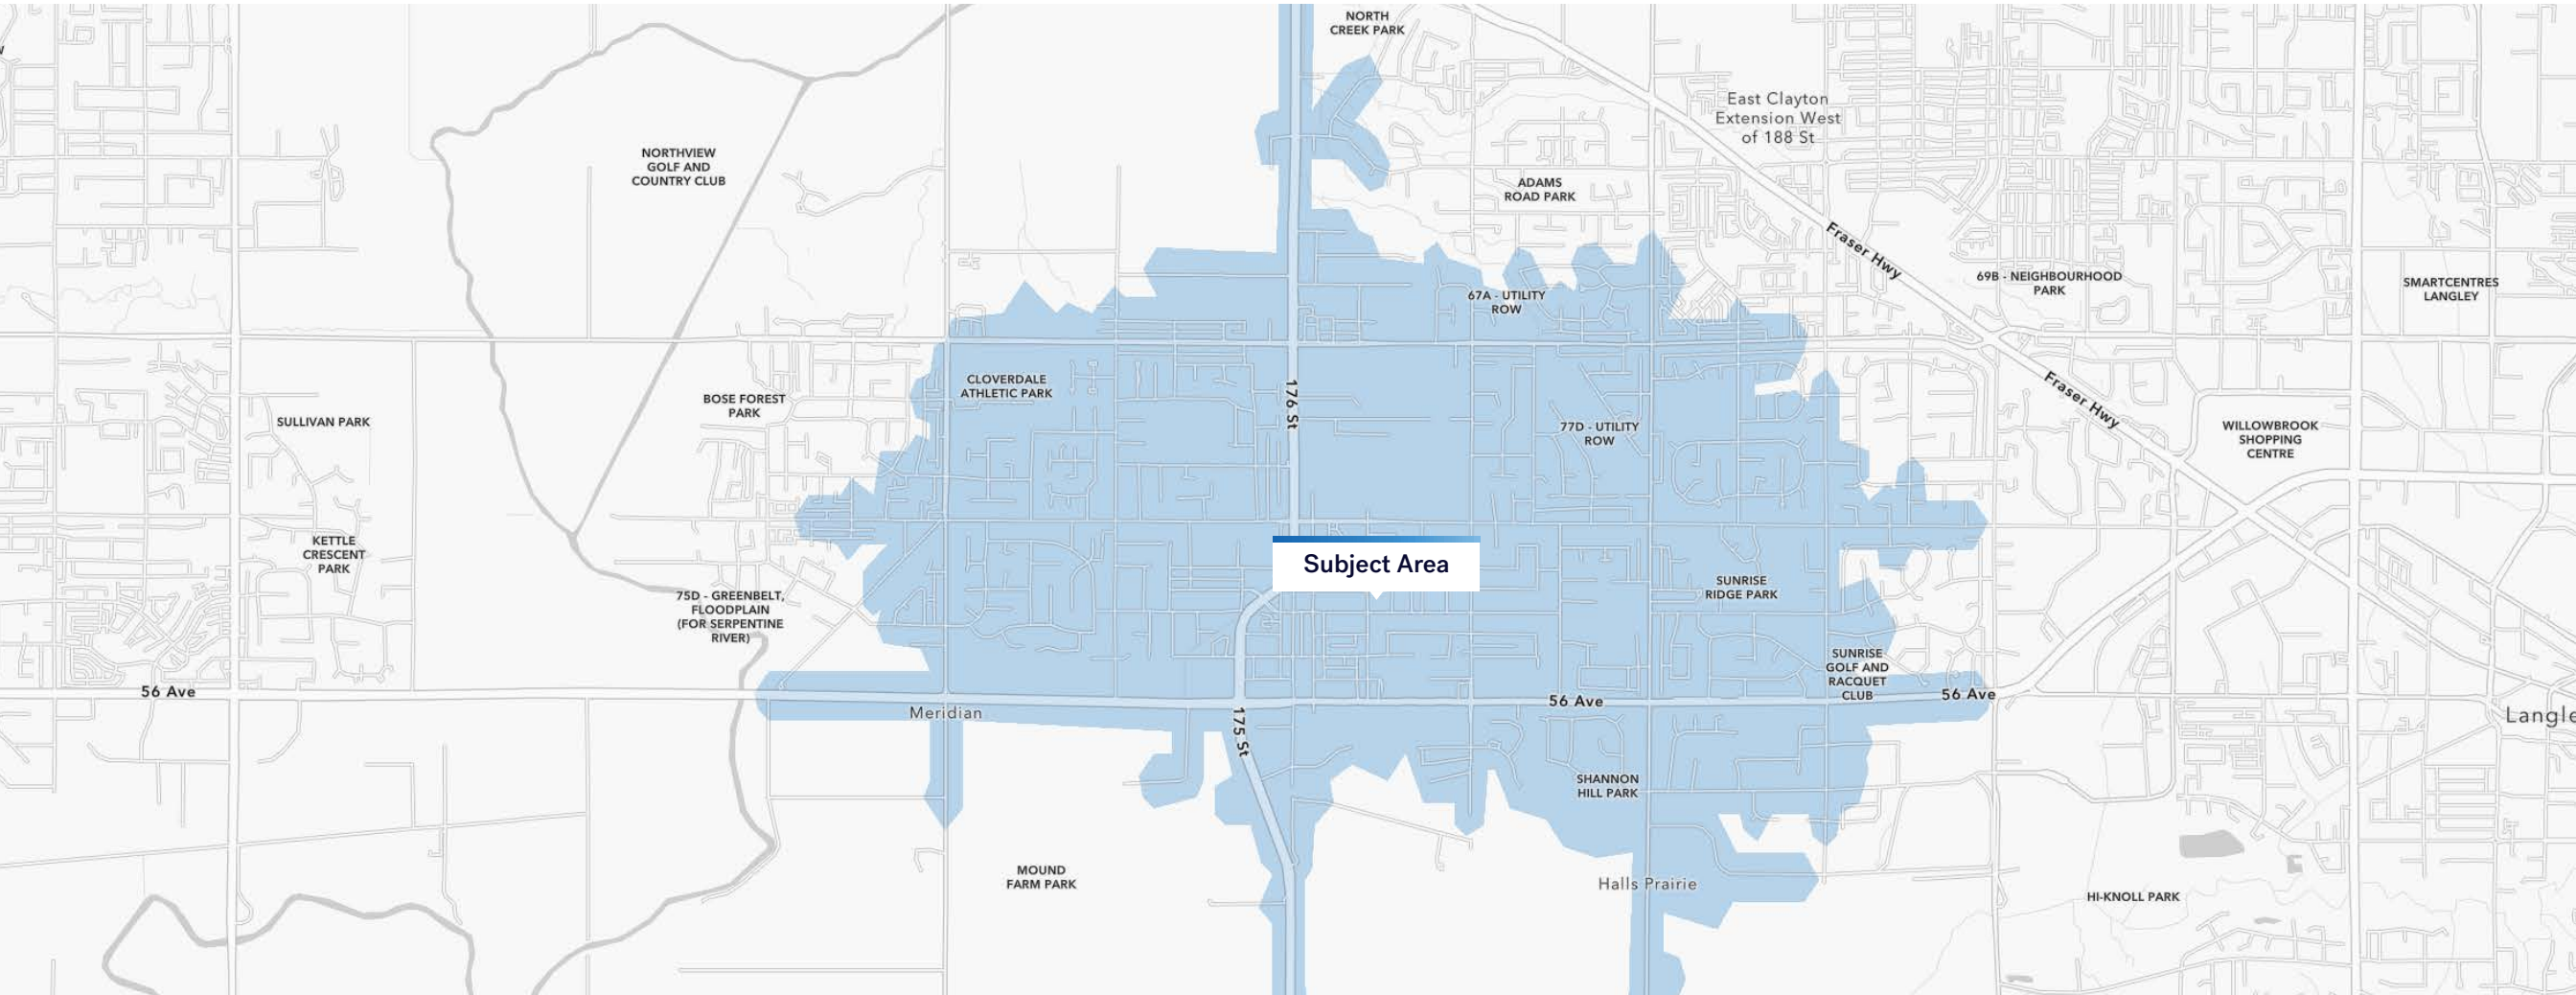 NORTH
CREEK PARK
East Clayton
Extension West
of 188 St
NORTHVIEW
GOLF AND
COUNTRY CLUB
ADAMS
ROAD PARK
Fraser Hwy
69B - NEIGHBOURHOOD
PARK
SMARTCENTRES
LANGLEY
67A - UTILITY
ROW
CLOVERDALE
ATHLETIC PARK
176 St
BOSE FOREST
PARK
Fraser Hwy
SULLIVAN PARK
77D - UTILITY
ROW
WILLOWBROOK
SHOPPING
CENTRE
KETTLE
CRESCENT
PARK
Subject Area
75D - GREENBELT,
FLOODPLAIN
(FOR SERPENTINE
RIVER)
SUNRISE
RIDGE PARK
SUNRISE
GOLF AND
RACQUET
CLUB
56 Ave
56 Ave
56 Ave
Meridian
175 St
Langle
SHANNON
HILL PARK
MOUND
FARM PARK
Halls Prairie
HI-KNOLL PARK